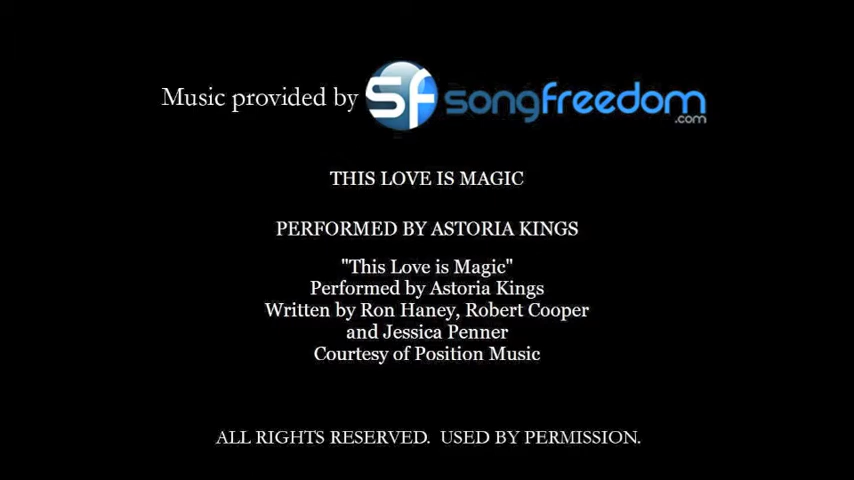 Music provided by SF songfreedom
.com
THIS LOVE IS MAGIC
PERFORMED BY ASTORIA KINGS
"This Love is Magic"
Performed by Astoria Kings
Written by Ron Haney, Robert Cooper
and Jessica Penner
Courtesy of Position Music
ALL RIGHTS RESERVED. USED BY PERMISSION.